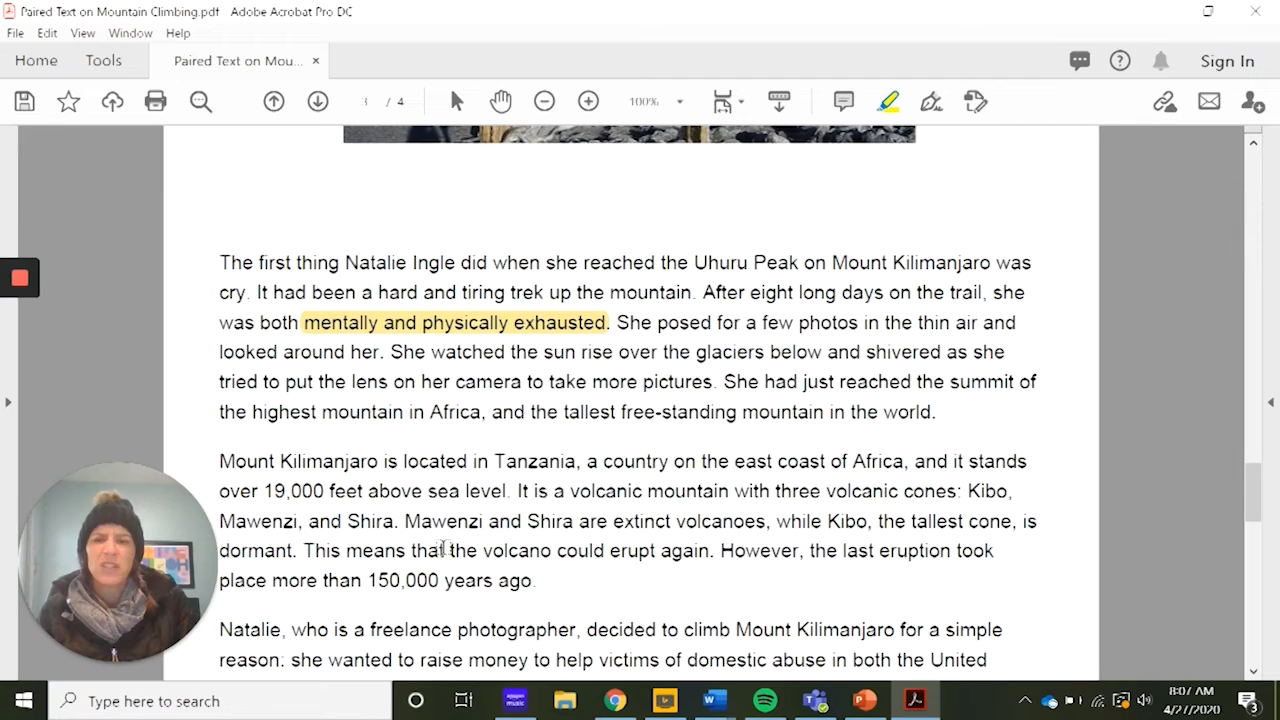 Paired Text on Mountain Climbing.pdf - Adobe Acrobat Pro DC
File Edit View Window Help
Home Tools Paired Text on Mou... × Sign In
3 / 4 100%
The first thing Natalie Ingle did when she reached the Uhuru Peak on Mount Kilimanjaro was
cry. It had been a hard and tiring trek up the mountain. After eight long days on the trail, she
was both mentally and physically exhausted. She posed for a few photos in the thin air and
looked around her. She watched the sun rise over the glaciers below and shivered as she
tried to put the lens on her camera to take more pictures. She had just reached the summit of
the highest mountain in Africa, and the tallest free-standing mountain in the world.
Mount Kilimanjaro is located in Tanzania, a country on the east coast of Africa, and it stands
over 19,000 feet above sea level. It is a volcanic mountain with three volcanic cones: Kibo,
Mawenzi, and Shira. Mawenzi and Shira are extinct volcanoes, while Kibo, the tallest cone, is
dormant. This means that the volcano could erupt again. However, the last eruption took
place more than 150,000 years ago.
Natalie, who is a freelance photographer, decided to climb Mount Kilimanjaro for a simple
reason: she wanted to raise money to help victims of domestic abuse in both the United
Type here to search
amazon music
8:07 AM
4/27/2020
3